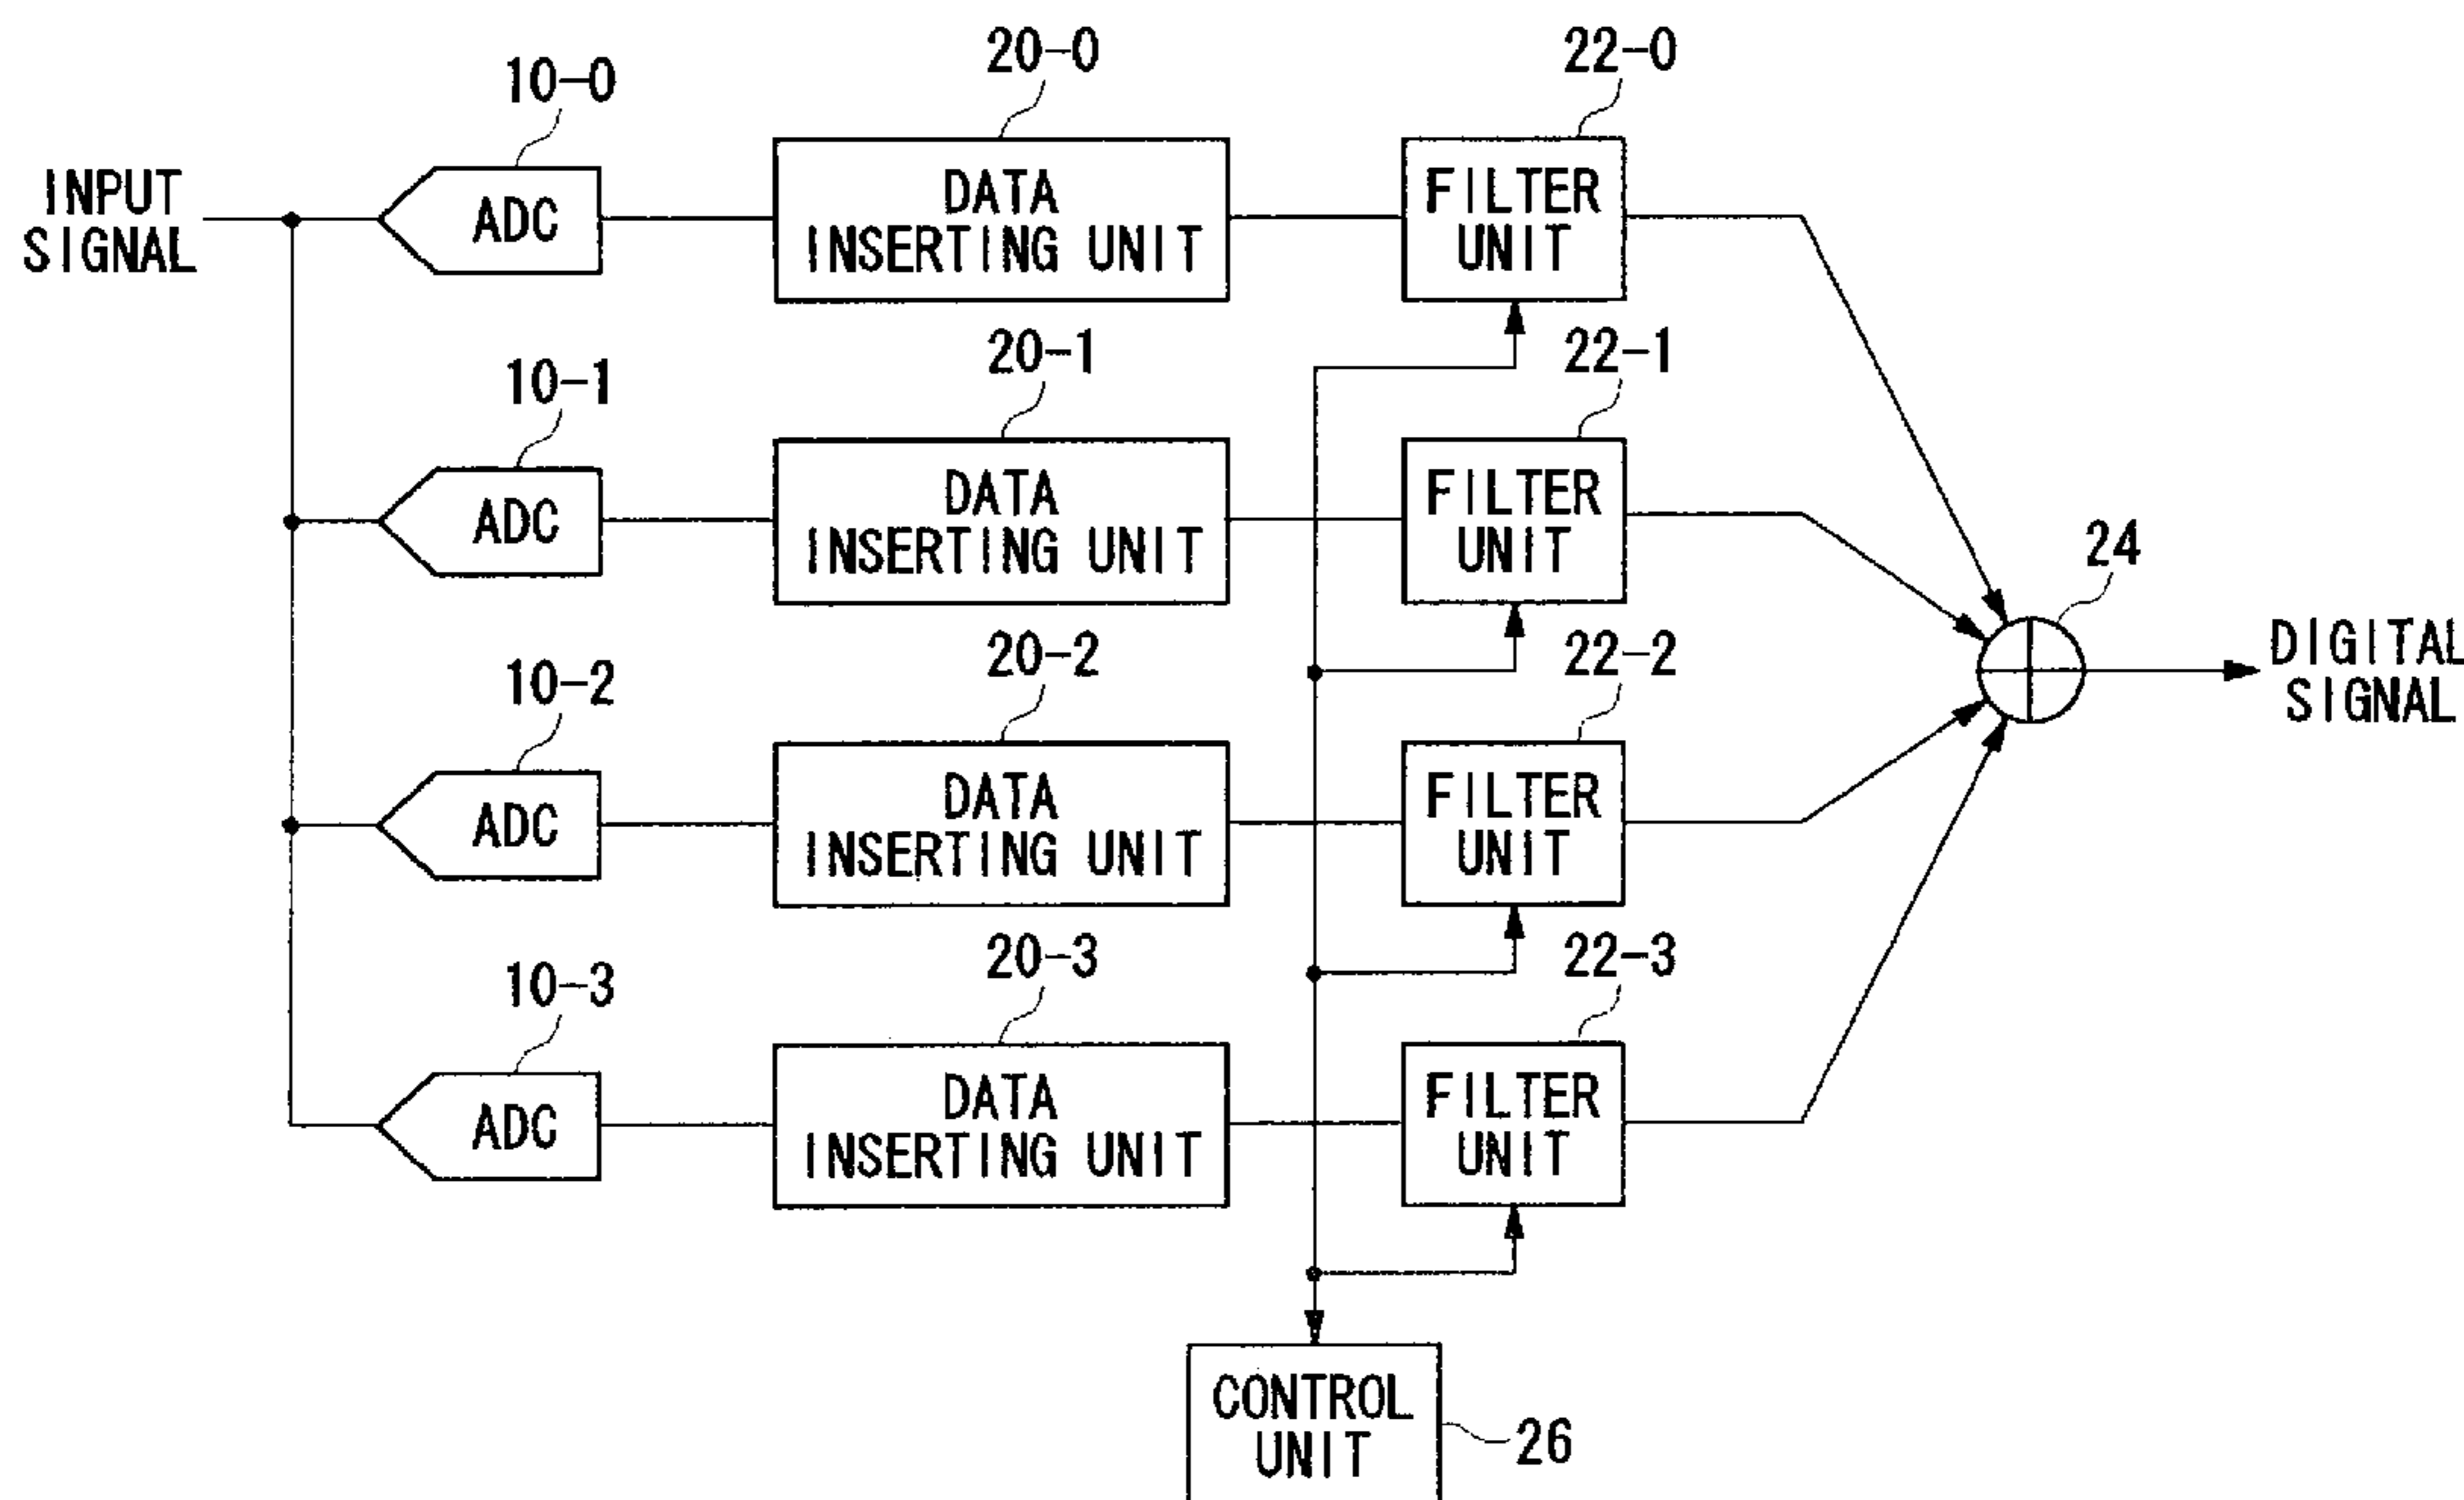 20-0
22-0
10-0
INPUT
SIGNAL
ADC
DATA
INSERTING UNIT
FILTER
UNIT
20-1
22-1
10-1
ADC
DATA
INSERTING UNIT
FILTER
UNIT
24
DIGITAL
SIGNAL
20-2
22-2
10-2
ADC
DATA
INSERTING UNIT
FILTER
UNIT
20-3
22-3
10-3
ADC
DATA
INSERTING UNIT
FILTER
UNIT
CONTROL
UNIT
26